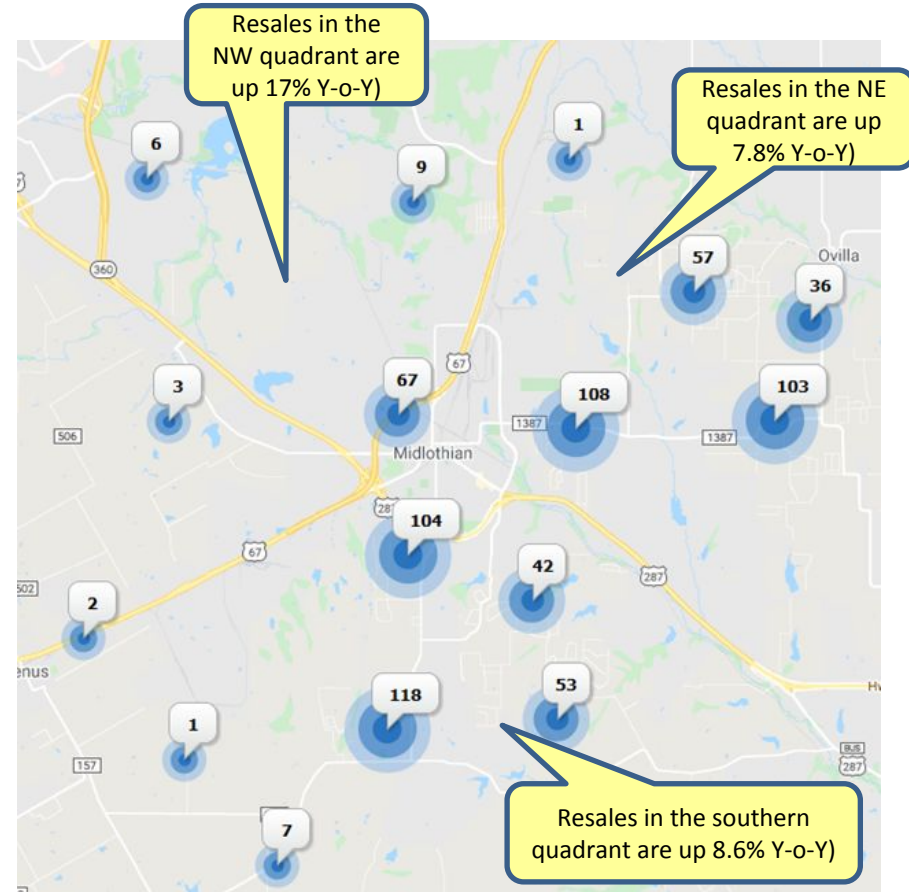 Resales in the
NW quadrant are
up 17% Y-o-Y)
Resales in the NE
quadrant are up
7.8% Y-o-Y)
1
6
9
57
Ovilla
36
360
67
3
67
108
103
506
1387
1387
Midlothian
287
104
67
42
287
502
2
enus
118
53
1
BUS
287
157
7
Resales in the southern
quadrant are up 8.6% Y-o-Y)